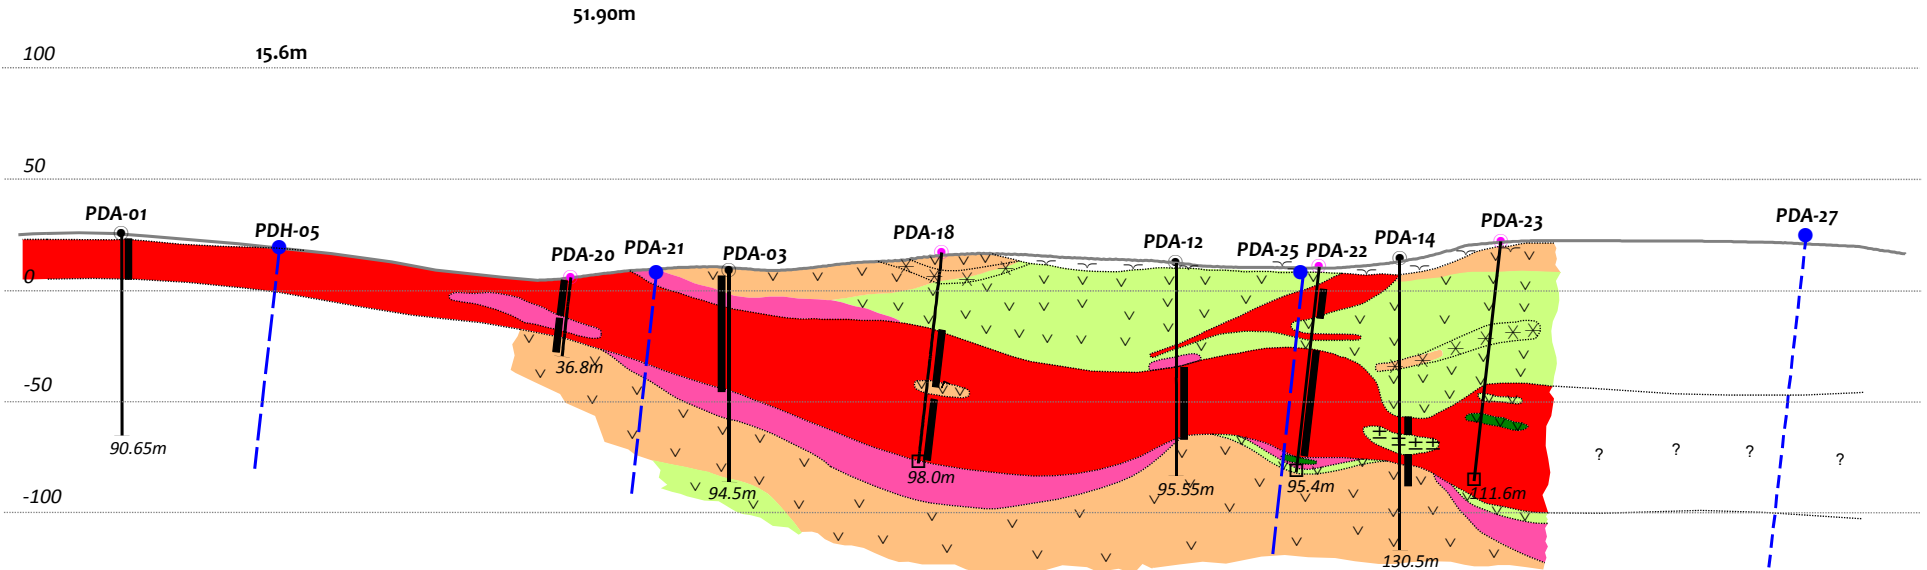 51.90m
15.6m
100
50
PDA-01
PDH-05
PDA-20
PDA-21
PDA-03
PDA-18
PDA-12
PDA-25
PDA-22
PDA-14
PDA-23
PDA-27
0
36.8m
-50
90.65m
? ? ? ?
98.0m
94.5m
95.55m
95.4m
111.6m
-100
130.5m